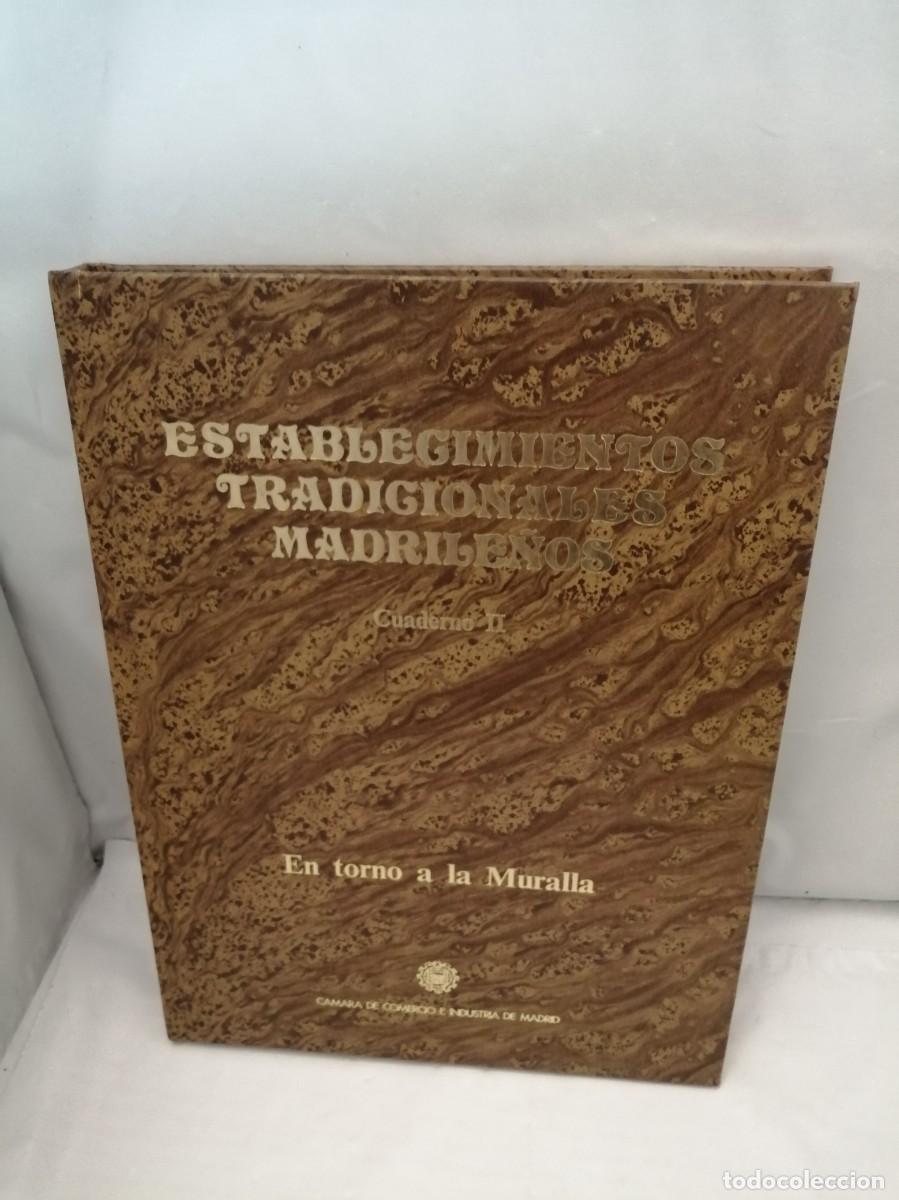 ESTABLECIMIENTOS
TRADICIONALES
MADRILEÑOS
Cuaderno II
En torno a la Muralla
CAMARA DE COMERCIO E INDUSTRIA DE MADRID
todocoleccion